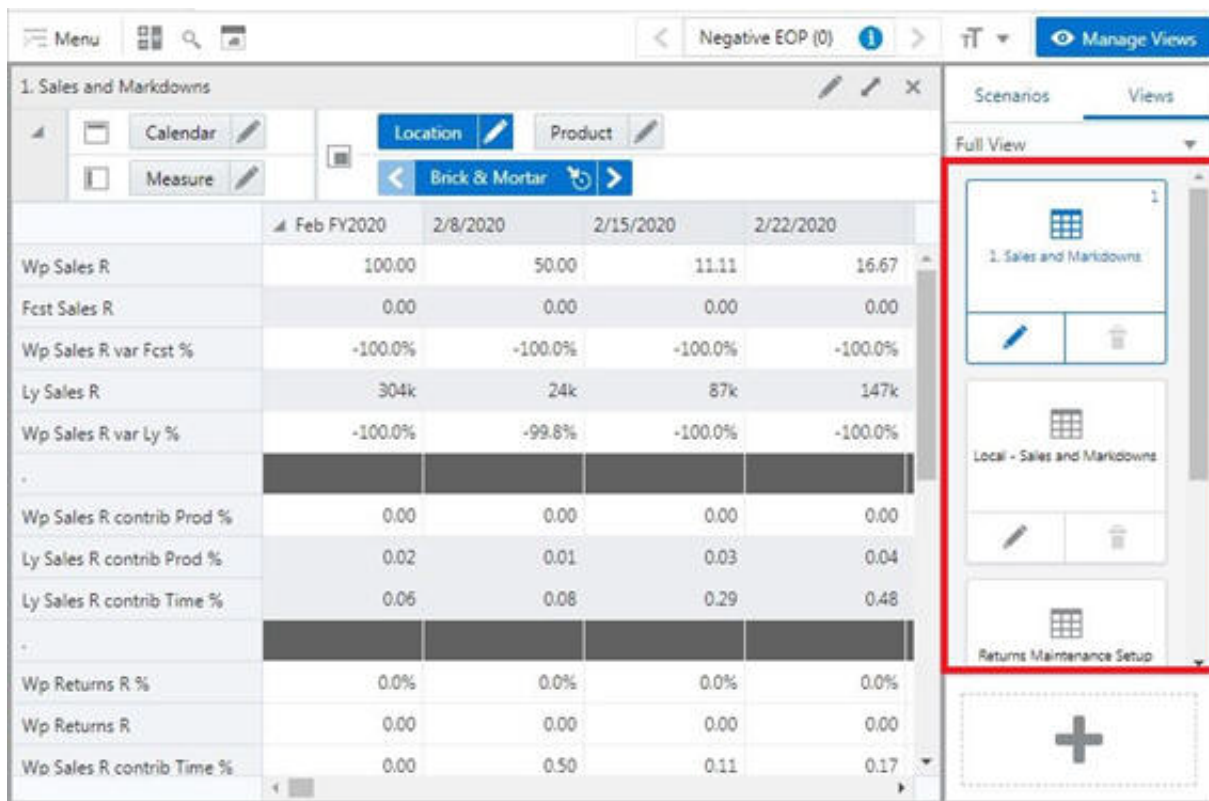 Menu
Negative EOP (0)
Manage Views
1. Sales and Markdowns
Scenarios Views
Calendar Location Product
Full View
Measure Brick & Mortar
Feb FY2020 2/8/2020 2/15/2020 2/22/2020
Wp Sales R 100.00 50.00 11.11 16.67
Fcst Sales R 0.00 0.00 0.00 0.00
Wp Sales R var Fcst % -100.0% -100.0% -100.0% -100.0%
Ly Sales R 304k 24k 87k 147k
Wp Sales R var Ly % -100.0% -99.8% -100.0% -100.0%
.
Wp Sales R contrib Prod % 0.00 0.00 0.00 0.00
Ly Sales R contrib Prod % 0.02 0.01 0.03 0.04
Ly Sales R contrib Time % 0.06 0.08 0.29 0.48
.
Wp Returns R % 0.0% 0.0% 0.0% 0.0%
Wp Returns R 0.00 0.00 0.00 0.00
Wp Sales R contrib Time % 0.00 0.50 0.11 0.17
1
1. Sales and Markdowns
Local - Sales and Markdowns
Returns Maintenance Setup